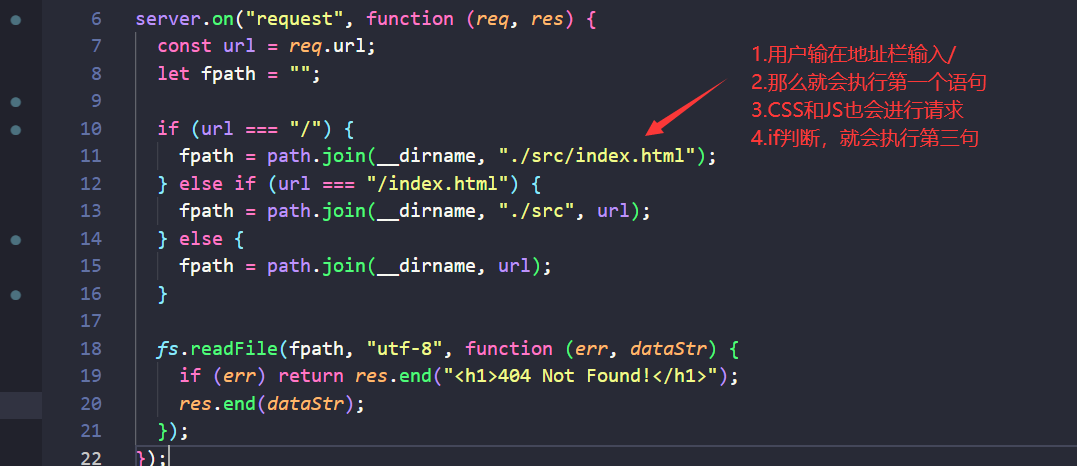 6 server.on("request", function (req, res) {
7 const url = req.url;
8 let fpath = "";
9
10 if (url === "/") {
11 fpath = path.join(__dirname, "./src/index.html");
12 } else if (url === "/index.html") {
13 fpath = path.join(__dirname, "./src", url);
14 } else {
15 fpath = path.join(__dirname, url);
16 }
17
18 fs.readFile(fpath, "utf-8", function (err, dataStr) {
19 if (err) return res.end("<h1>404 Not Found!</h1>");
20 res.end(dataStr);
21 });
22 });
1.用户输在地址栏输入/
2.那么就会执行第一个语句
3.CSS和JS也会进行请求
4.if判断，就会执行第三句